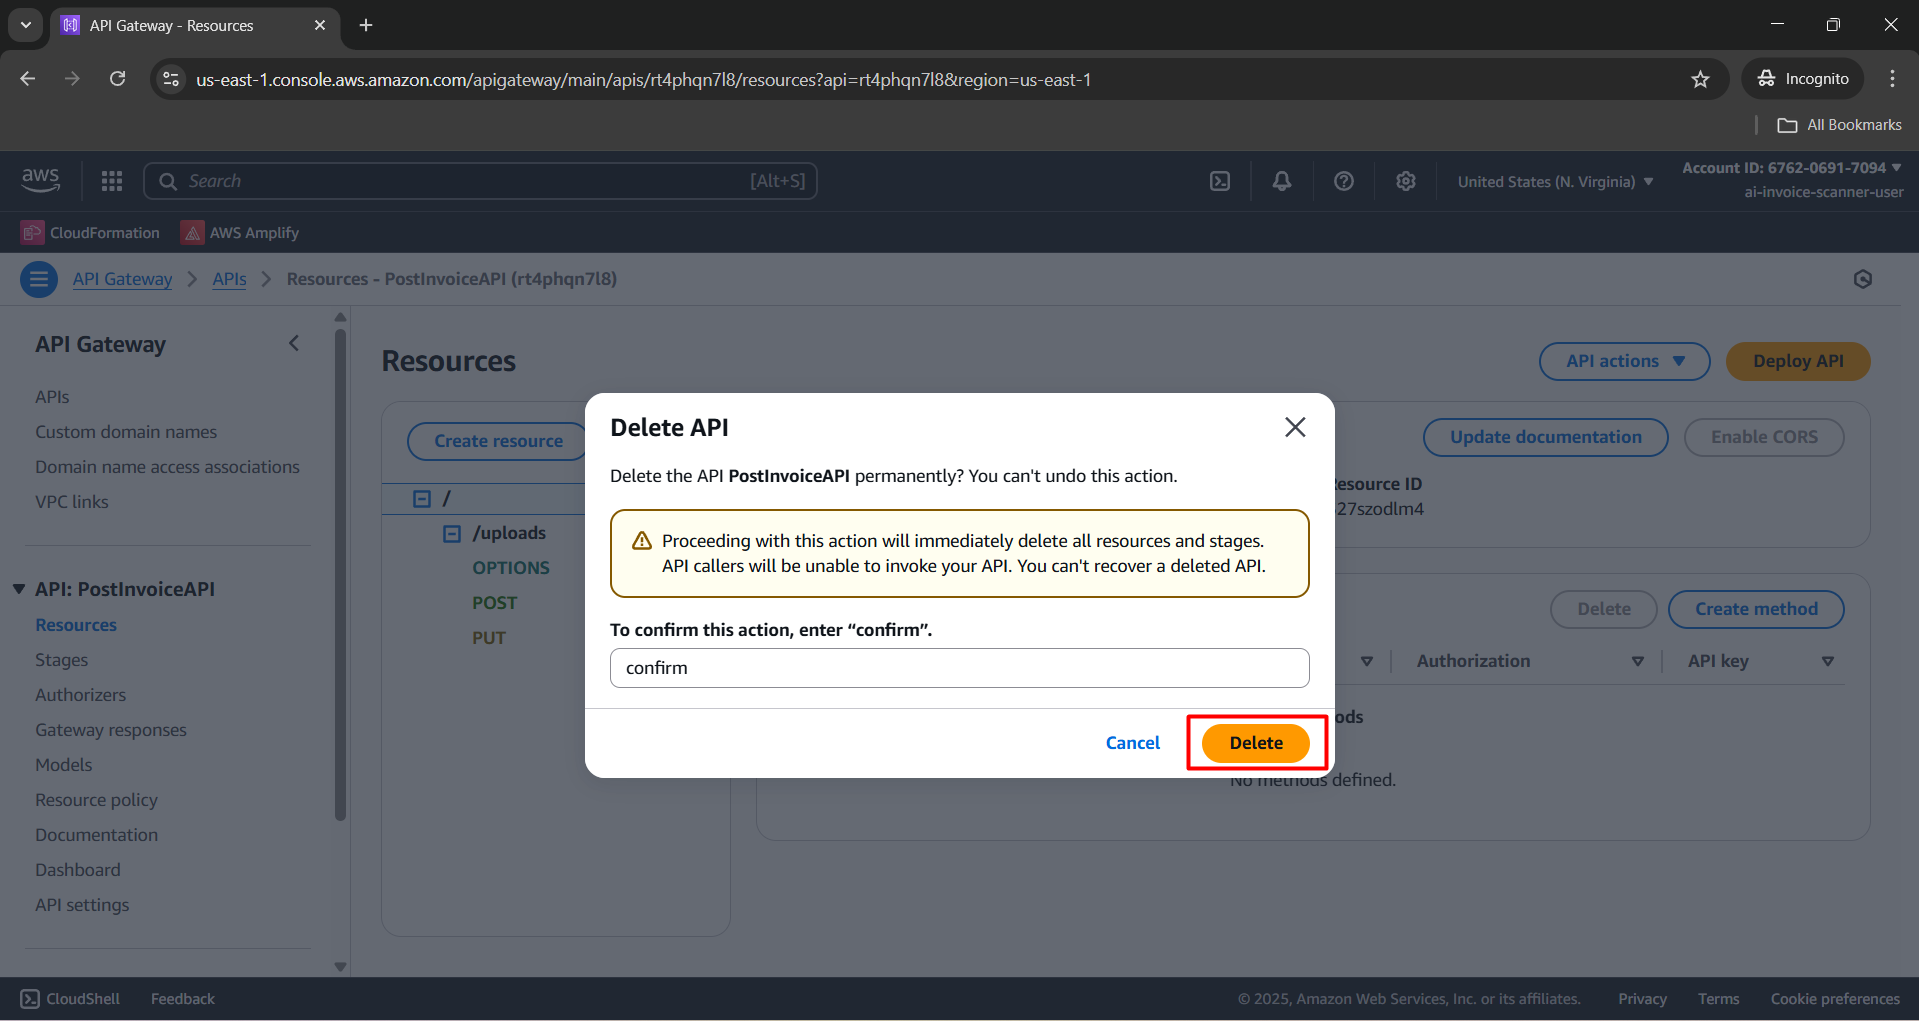 API Gateway - Resources
us-east-1.console.aws.amazon.com/apigateway/main/apis/rt4phqn7l8/resources?api=rt4phqn7l8&region=us-east-1
Incognito
All Bookmarks
aws
Search
[Alt+S]
United States (N. Virginia)
Account ID: 6762-0691-7094
ai-invoice-scanner-user
CloudFormation
AWS Amplify
API Gateway
APIs
Resources - PostInvoiceAPI (rt4phqn7l8)
API Gateway
APIs
Custom domain names
Domain name access associations
VPC links
API: PostInvoiceAPI
Resources
Stages
Authorizers
Gateway responses
Models
Resource policy
Documentation
Dashboard
API settings
Resources
API actions
Deploy API
Create resource
/
/uploads
OPTIONS
POST
PUT
Update documentation
Enable CORS
Resource ID
27szodlm4
Delete
Create method
Authorization
API key
ods
No methods defined.
Delete API
Delete the API PostInvoiceAPI permanently? You can't undo this action.
Proceeding with this action will immediately delete all resources and stages.
API callers will be unable to invoke your API. You can't recover a deleted API.
To confirm this action, enter “confirm”.
confirm
Cancel
Delete
CloudShell
Feedback
© 2025, Amazon Web Services, Inc. or its affiliates.
Privacy
Terms
Cookie preferences